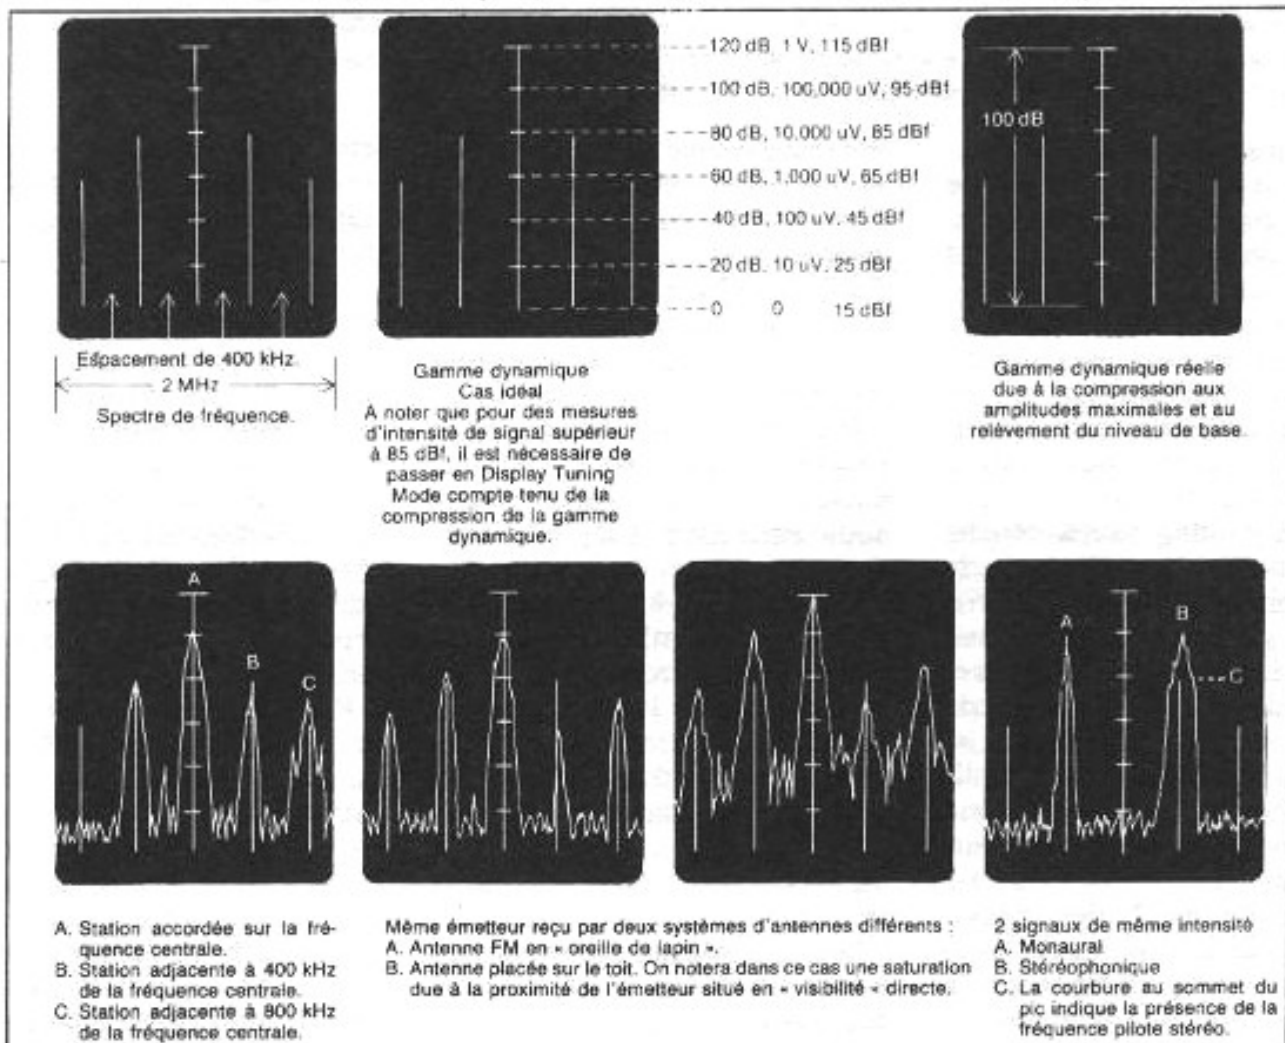 120 dB, 1 V, 115 dBf
100 dB, 100,000 uV, 95 dBf
80 dB, 10,000 uV, 85 dBf
60 dB, 1,000 uV, 65 dBf
40 dB, 100 uV, 45 dBf
20 dB, 10 uV, 25 dBf
0 0 15 dBf
100 dB
Espacement de 400 kHz.
2 MHz
Spectre de fréquence.
Gamme dynamique
Cas idéal
A noter que pour des mesures
d'intensité de signal supérieur
à 85 dBf, il est nécessaire de
passer en Display Tuning
Mode compte tenu de la
compression de la gamme
dynamique.
Gamme dynamique réelle
due à la compression aux
amplitudes maximales et au
relèvement du niveau de base.
A
B
C
A
B
C
A. Station accordée sur la fré-
quence centrale.
B. Station adjacente à 400 kHz
de la fréquence centrale.
C. Station adjacente à 800 kHz
de la fréquence centrale.
Même émetteur reçu par deux systèmes d'antennes différents :
A. Antenne FM en « oreille de lapin ».
B. Antenne placée sur le toit. On notera dans ce cas une saturation
due à la proximité de l'émetteur situé en « visibilité » directe.
2 signaux de même intensité
A. Monaural
B. Stéréophonique
C. La courbure au sommet du
pic indique la présence de la
fréquence pilote stéréo.